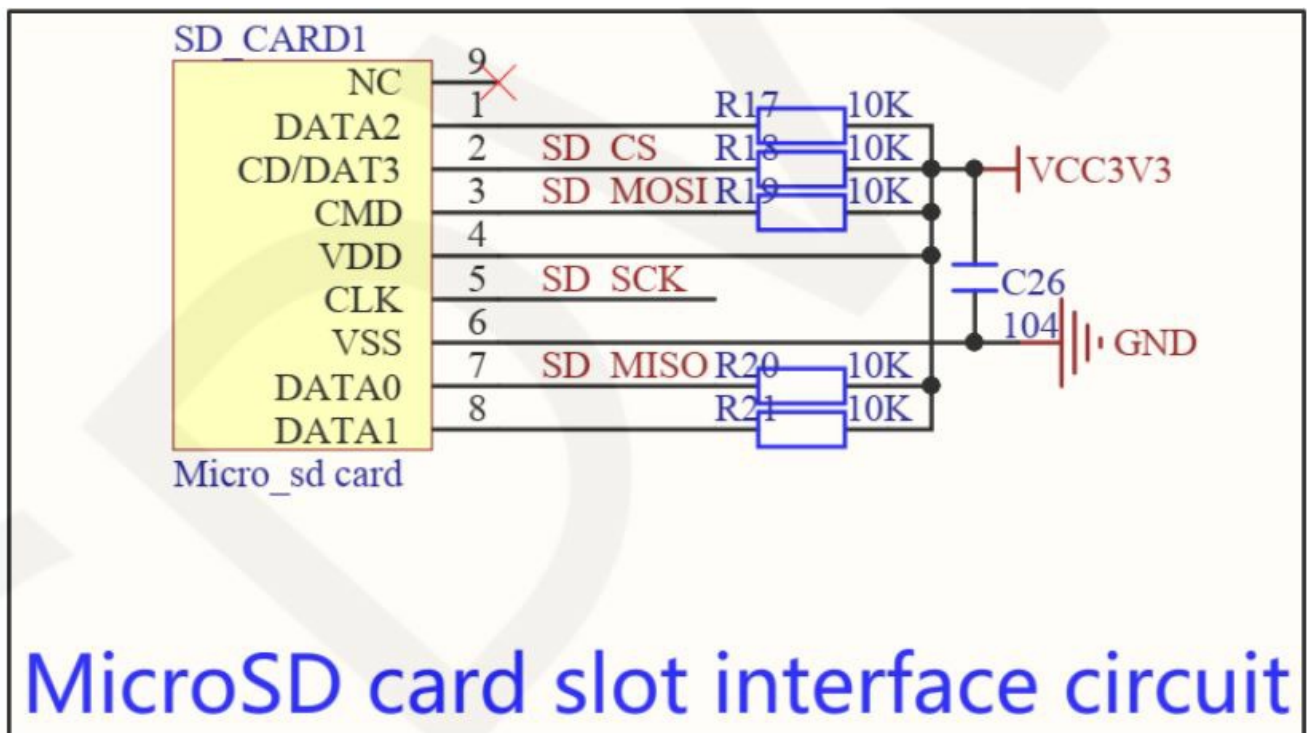 SD_CARD1
NC 9
DATA2 1 R17 10K
CD/DAT3 2 SD_CS R18 10K VCC3V3
CMD 3 SD_MOSI R19 10K
VDD 4
CLK 5 SD_SCK C26
VSS 6 104 GND
DATA0 7 SD_MISO R20 10K
DATA1 8 R21 10K
Micro_sd card
MicroSD card slot interface circuit